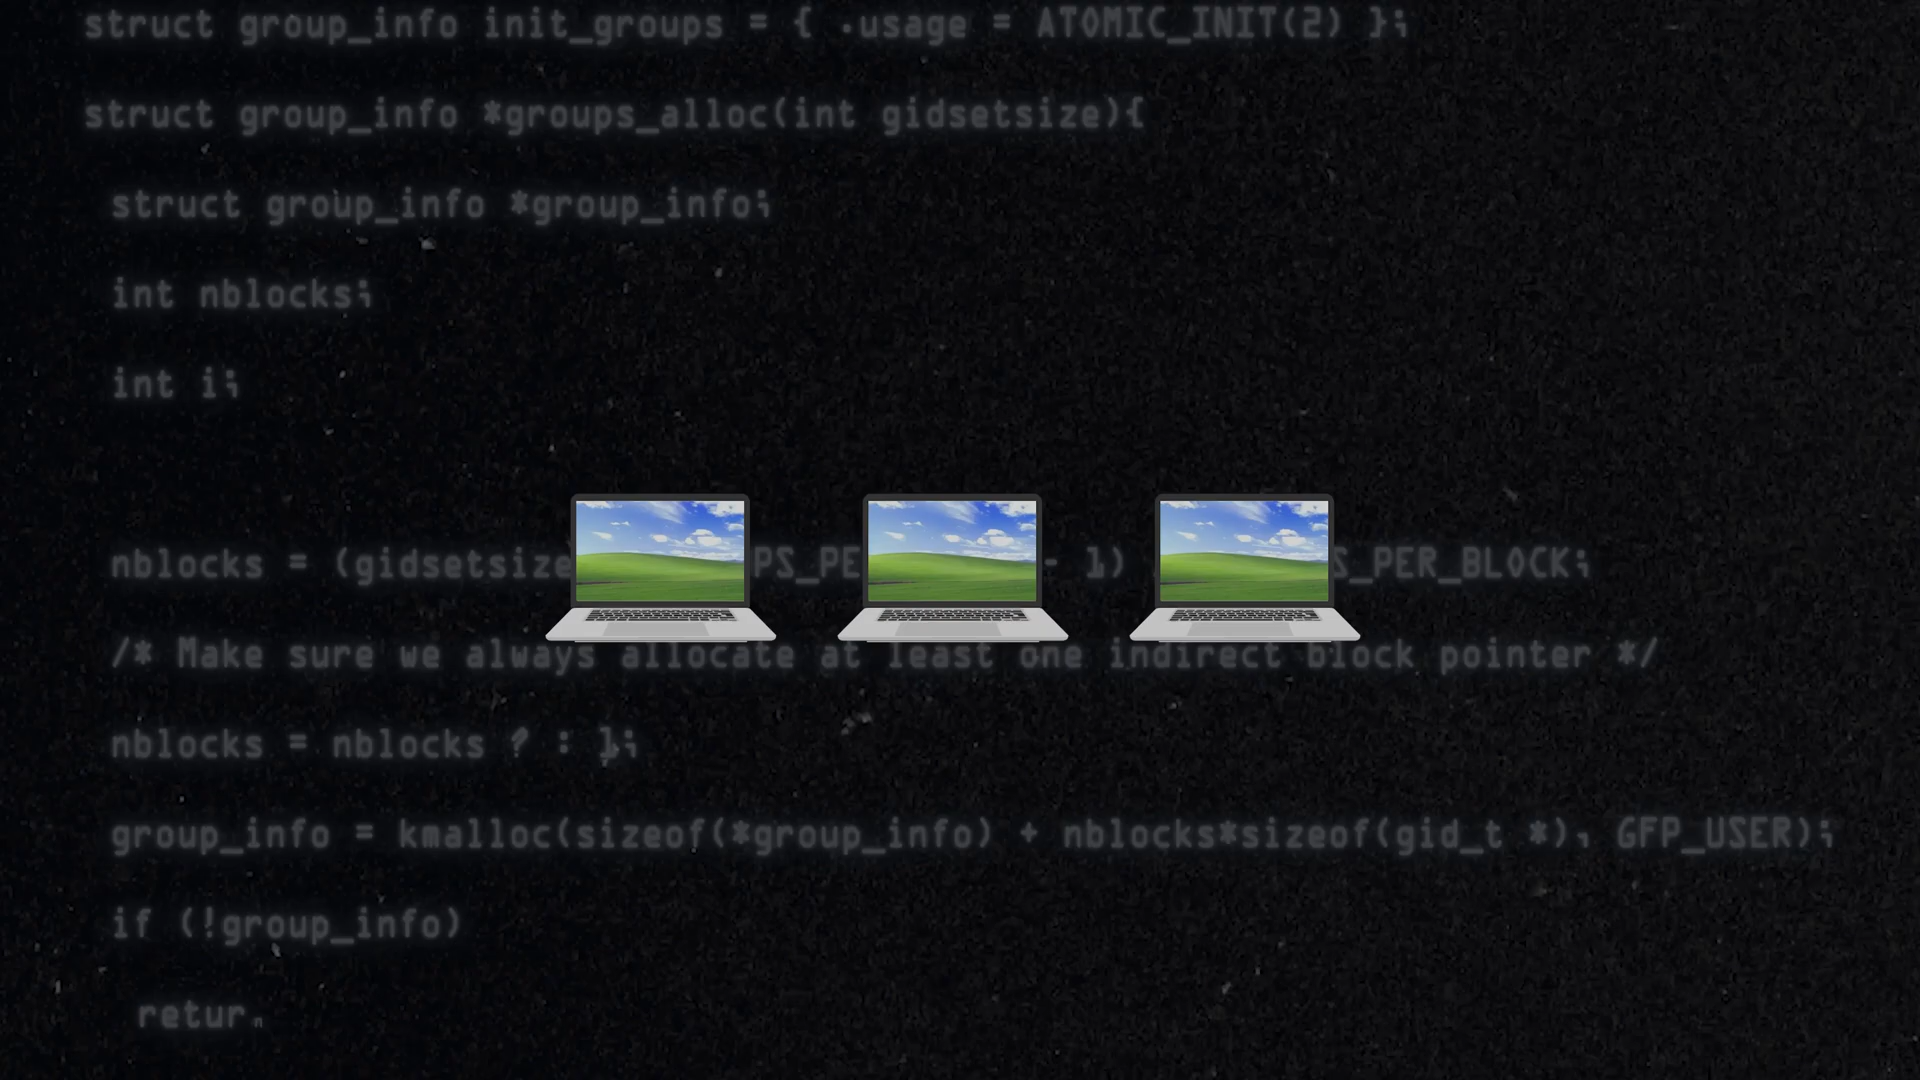 struct group_info init_groups = { .usage = ATOMIC_INIT(2) };
struct group_info *groups_alloc(int gidsetsize){
struct group_info *group_info;
int nblocks;
int i;
nblocks = (gidsetsize PS_PE - 1) S_PER_BLOCK;
/* Make sure we always allocate at least one indirect block pointer */
nblocks = nblocks ? : 1;
group_info = kmalloc(sizeof(*group_info) + nblocks*sizeof(gid_t *), GFP_USER);
if (!group_info)
return